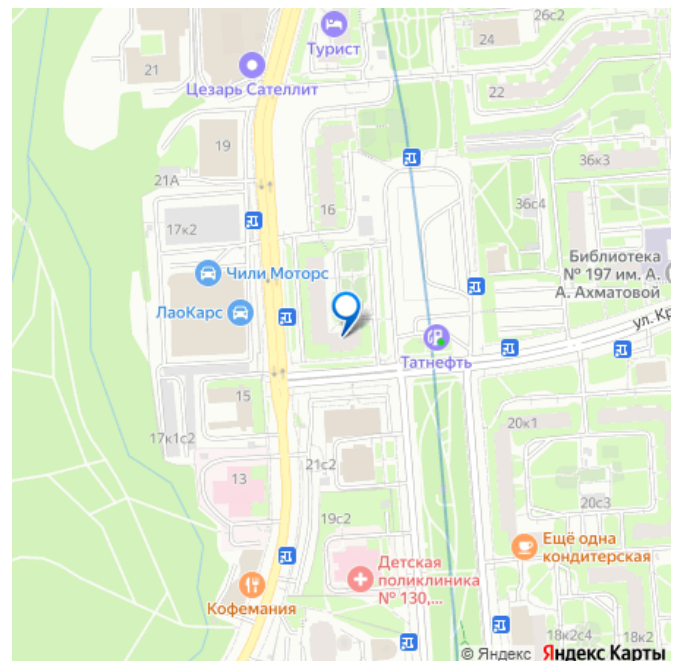 26с2
Турист
24
21
Цезарь Сателлит
22
19
36к3
21А
36с4
16
17к2
Библиотека
№ 197 им. А.
А. Ахматовой
Чили Моторс
ЛаоКарс
ул. Кр
Татнефть
15
20к1
17к1с2
21с2
13
20с3
19с2
Ещё одна
кондитерская
Детская
поликлиника
№ 130,...
Кофемания
18к2с4
18к2
© Яндекс Яндекс Карты